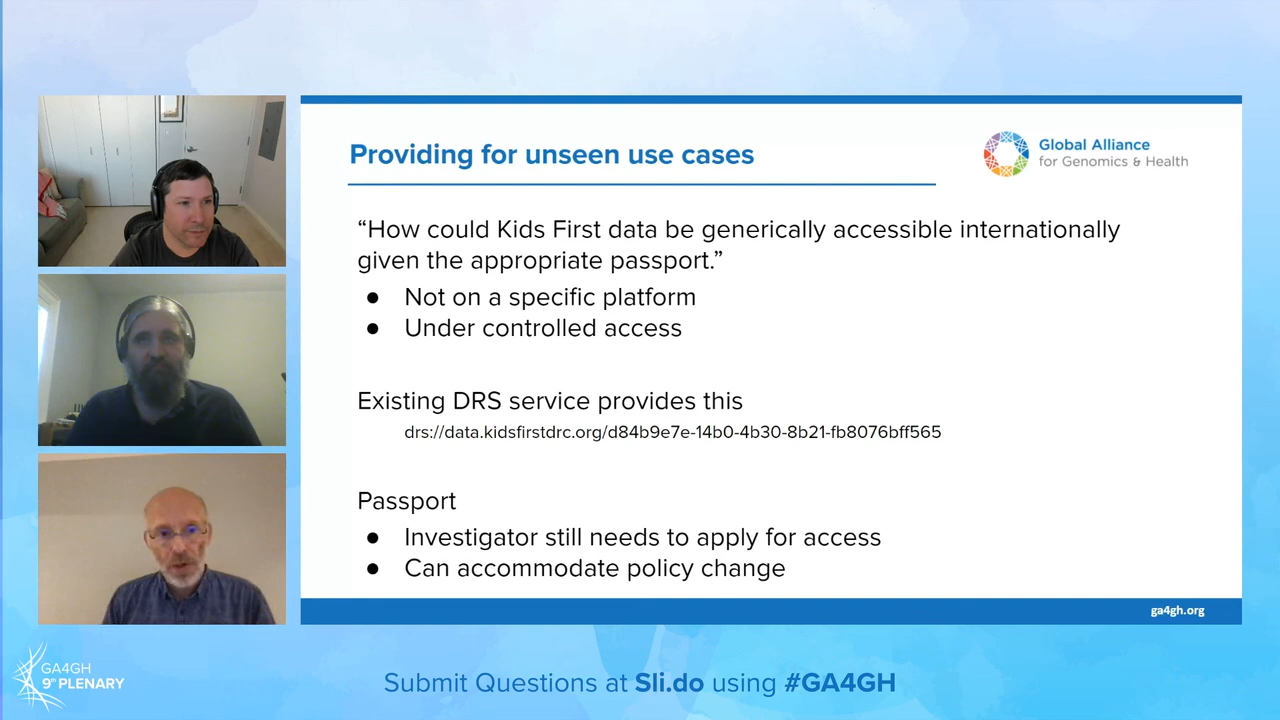 Providing for unseen use cases
Global Alliance
for Genomics & Health
“How could Kids First data be generically accessible internationally
given the appropriate passport.”
● Not on a specific platform
● Under controlled access
Existing DRS service provides this
drs://data.kidsfirstdrc.org/d84b9e7e-14b0-4b30-8b21-fb8076bff565
Passport
● Investigator still needs to apply for access
● Can accommodate policy change
ga4gh.org
GA4GH
9th PLENARY
Submit Questions at Sli.do using #GA4GH